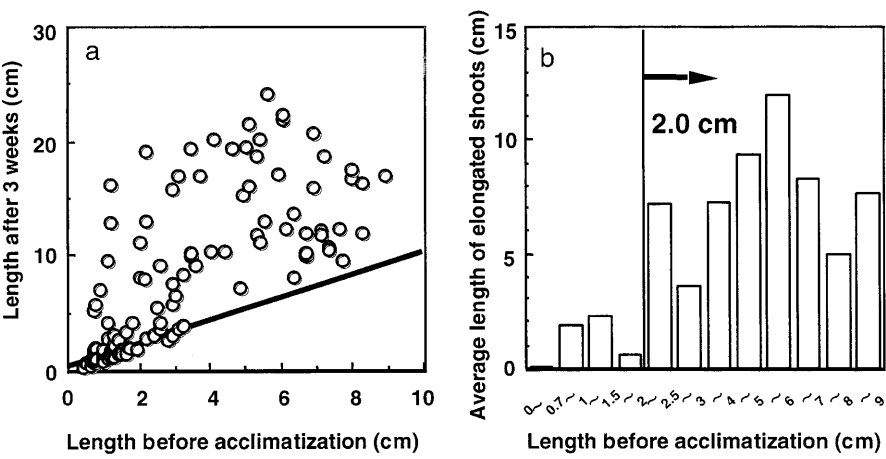 a
Length after 3 weeks (cm)
30
20
10
0
0 2 4 6 8 10
Length before acclimatization (cm)
b
Average length of elongated shoots (cm)
15
10
5
0
2.0 cm
0~ 0.7~ 1~ 1.5~ 2~ 2.5~ 3~ 4~ 5~ 6~ 7~ 8~ 9
Length before acclimatization (cm)